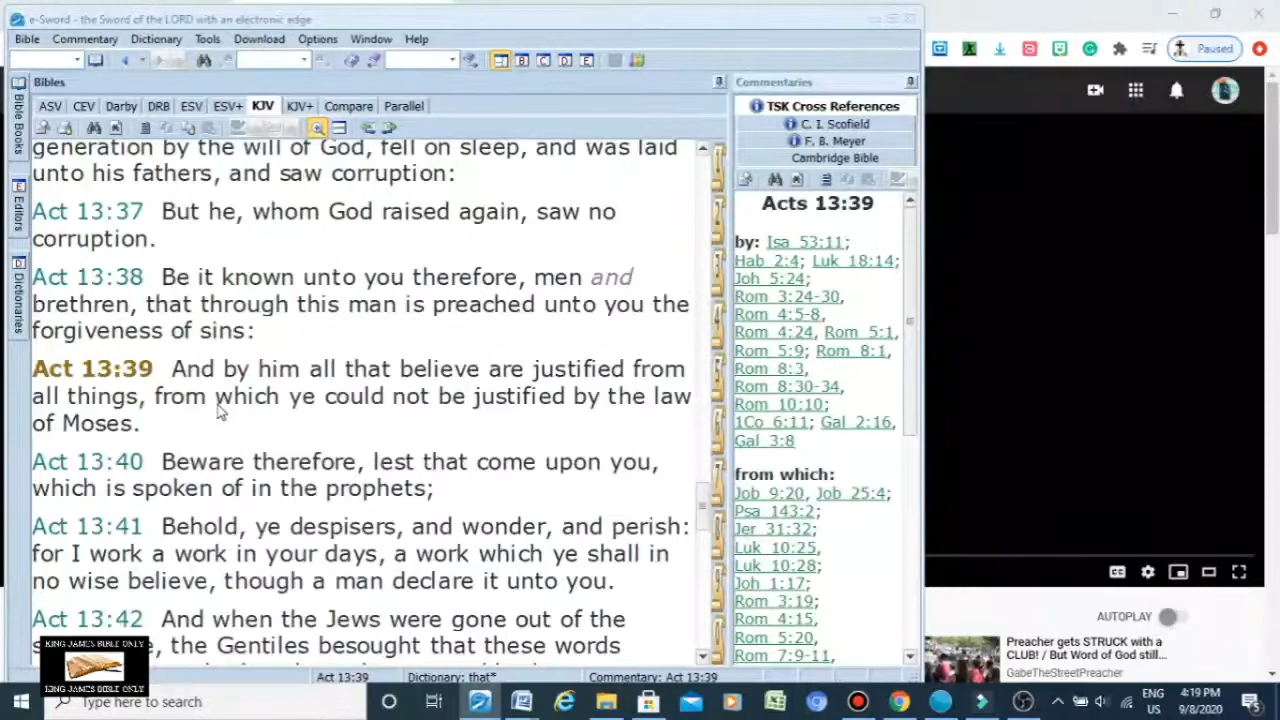 e-Sword - the Sword of the LORD with an electronic edge
Bible Commentary Dictionary Tools Download Options Window Help
B C D E
Bibles
ASV CEV Darby DRB ESV ESV+ KJV KJV+ Compare Parallel
Bible Books
Editors
Dictionaries
generation by the will of God, fell on sleep, and was laid
unto his fathers, and saw corruption:
Act 13:37 But he, whom God raised again, saw no
corruption.
Act 13:38 Be it known unto you therefore, men and
brethren, that through this man is preached unto you the
forgiveness of sins:
Act 13:39 And by him all that believe are justified from
all things, from which ye could not be justified by the law
of Moses.
Act 13:40 Beware therefore, lest that come upon you,
which is spoken of in the prophets;
Act 13:41 Behold, ye despisers, and wonder, and perish:
for I work a work in your days, a work which ye shall in
no wise believe, though a man declare it unto you.
Act 13:42 And when the Jews were gone out of the
the Gentiles besought that these words
Commentaries
TSK Cross References
C. I. Scofield
F. B. Meyer
Cambridge Bible
Acts 13:39
by: Isa 53:11;
Hab 2:4; Luk 18:14;
Joh 5:24;
Rom 3:24-30,
Rom 4:5-8,
Rom 4:24, Rom 5:1,
Rom 5:9; Rom 8:1,
Rom 8:3,
Rom 8:30-34,
Rom 10:10;
1Co 6:11; Gal 2:16,
Gal 3:8
from which:
Job 9:20, Job 25:4;
Psa 143:2;
Jer 31:32;
Luk 10:25,
Luk 10:28;
Joh 1:17;
Rom 3:19;
Rom 4:15,
Rom 5:20,
Rom 7:9-11,
Act 13:39
Dictionary: that*
Commentary: Act 13:39
Paused
CC
AUTOPLAY
Preacher gets STRUCK with a
CLUB! / But Word of God still...
GabeTheStreetPreacher
KING JAMES BIBLE ONLY
KING JAMES BIBLE ONLY
Type here to search
ENG
US
4:19 PM
9/8/2020
5